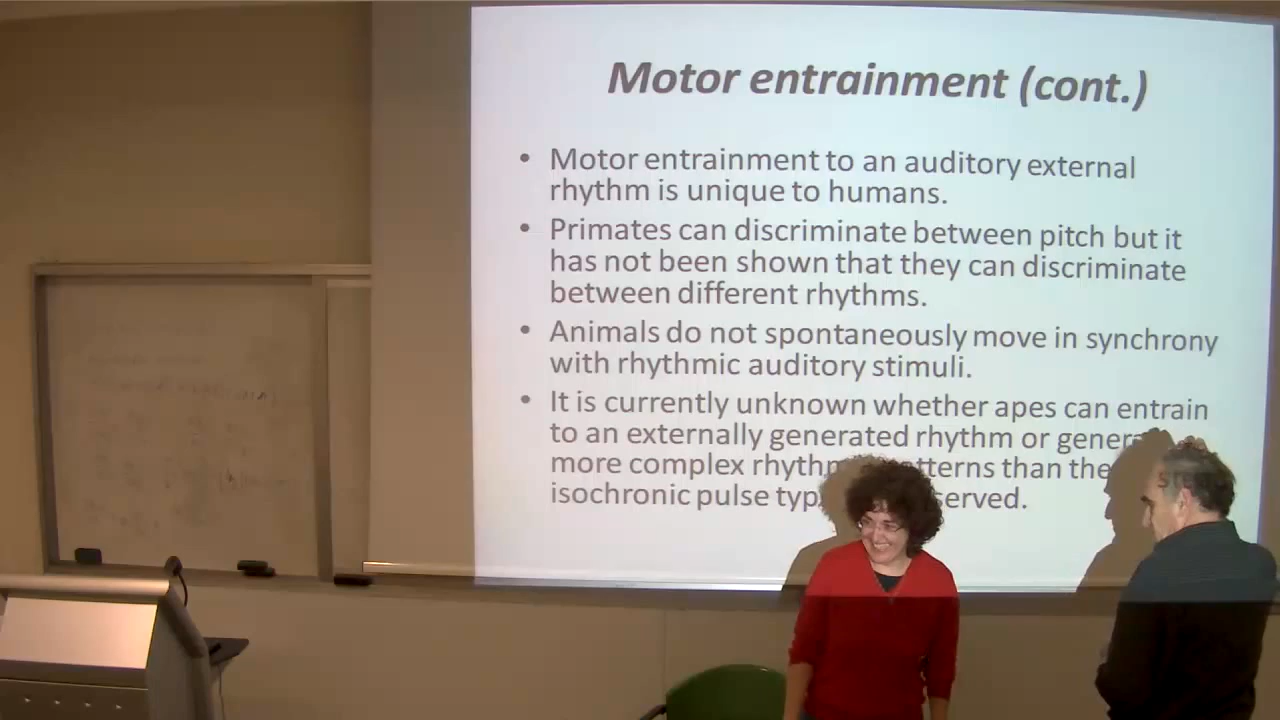 Motor entrainment (cont.)
• Motor entrainment to an auditory external
rhythm is unique to humans.
• Primates can discriminate between pitch but it
has not been shown that they can discriminate
between different rhythms.
• Animals do not spontaneously move in synchrony
with rhythmic auditory stimuli.
• It is currently unknown whether apes can entrain
to an externally generated rhythm or
more complex than
isochronic pulse